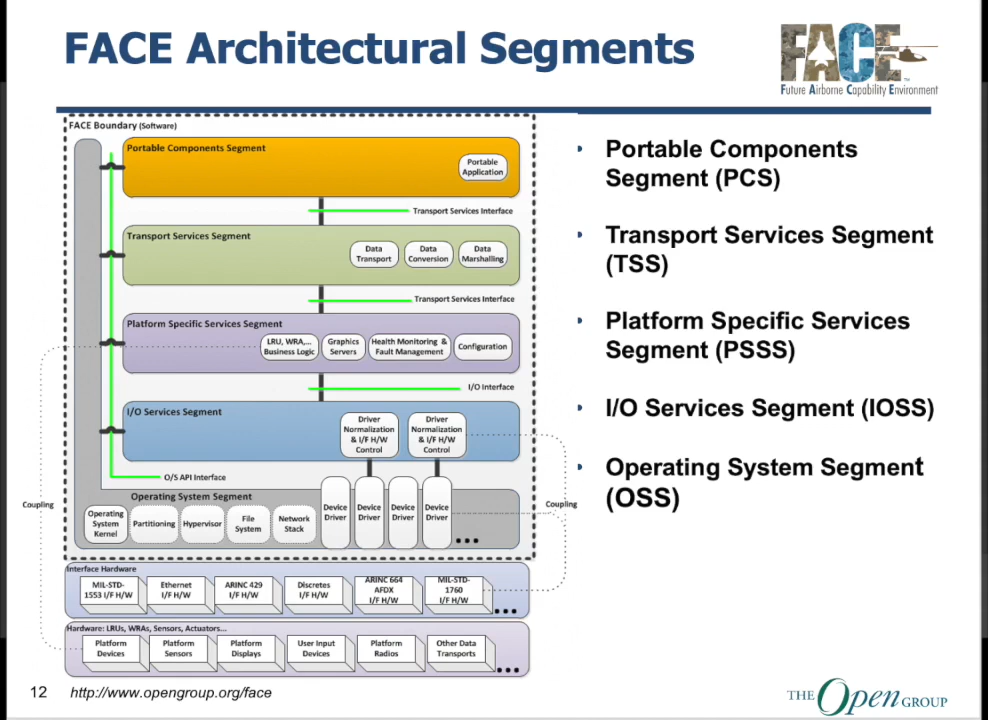 FACE Architectural Segments
FACE
Future Airborne Capability Environment
FACE Boundary (Software)
Portable Components Segment
Portable
Application
Transport Services Interface
Transport Services Segment
Data
Transport
Data
Conversion
Data
Marshalling
Transport Services Interface
Platform Specific Services Segment
LRU, WRA,...
Business Logic
Graphics
Servers
Health Monitoring &
Fault Management
Configuration
I/O Interface
I/O Services Segment
Driver
Normalization
& I/F H/W
Control
Driver
Normalization
& I/F H/W
Control
O/S API Interface
Operating System Segment
Coupling
Coupling
Operating
System
Kernel
Partitioning
Hypervisor
File
System
Network
Stack
Device
Driver
Device
Driver
Device
Driver
Device
Driver
Interface Hardware
MIL-STD-
1553 I/F H/W
Ethernet
I/F H/W
ARINC 429
I/F H/W
Discretes
I/F H/W
ARINC 664
AFDX
I/F H/W
MIL-STD-
1760
I/F H/W
Hardware: LRUs, WRAs, Sensors, Actuators...
Platform
Devices
Platform
Sensors
Platform
Displays
User Input
Devices
Platform
Radios
Other Data
Transports
Portable Components
Segment (PCS)
Transport Services Segment
(TSS)
Platform Specific Services
Segment (PSSS)
I/O Services Segment (IOSS)
Operating System Segment
(OSS)
12 http://www.opengroup.org/face
THE Open GROUP